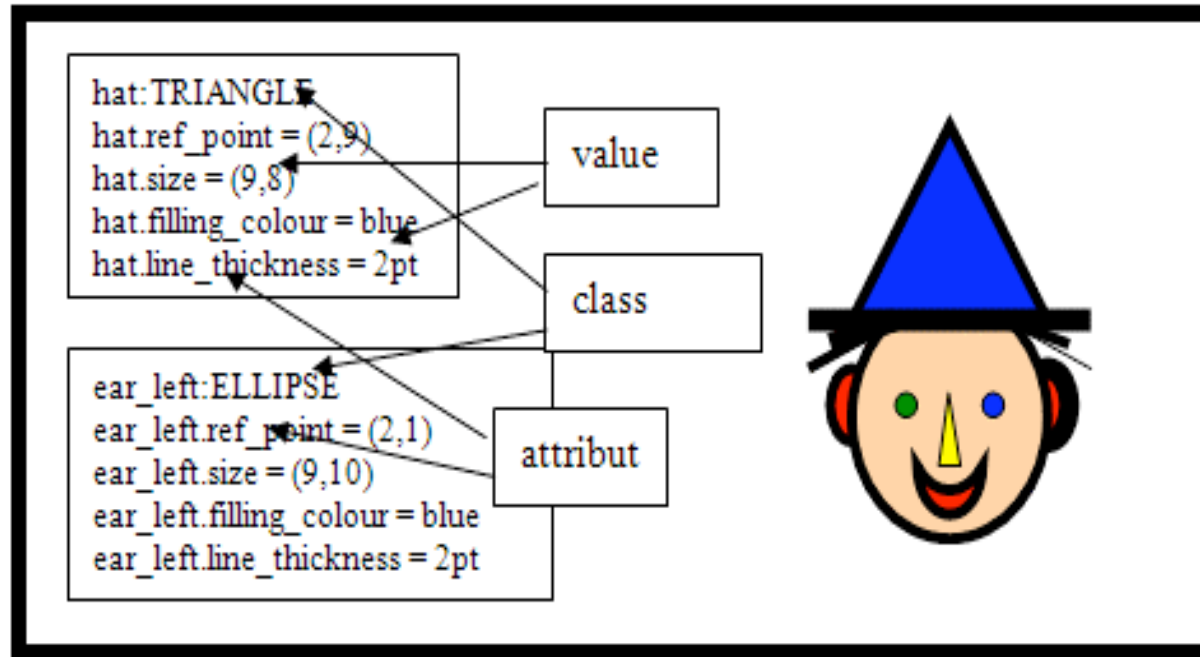 hat:TRIANGLE
hat.ref_point = (2,9)
hat.size = (9,8)
hat.filling_colour = blue
hat.line_thickness = 2pt
value
class
ear_left:ELLIPSE
ear_left.ref_point = (2,1)
ear_left.size = (9,10)
ear_left.filling_colour = blue
ear_left.line_thickness = 2pt
attribut